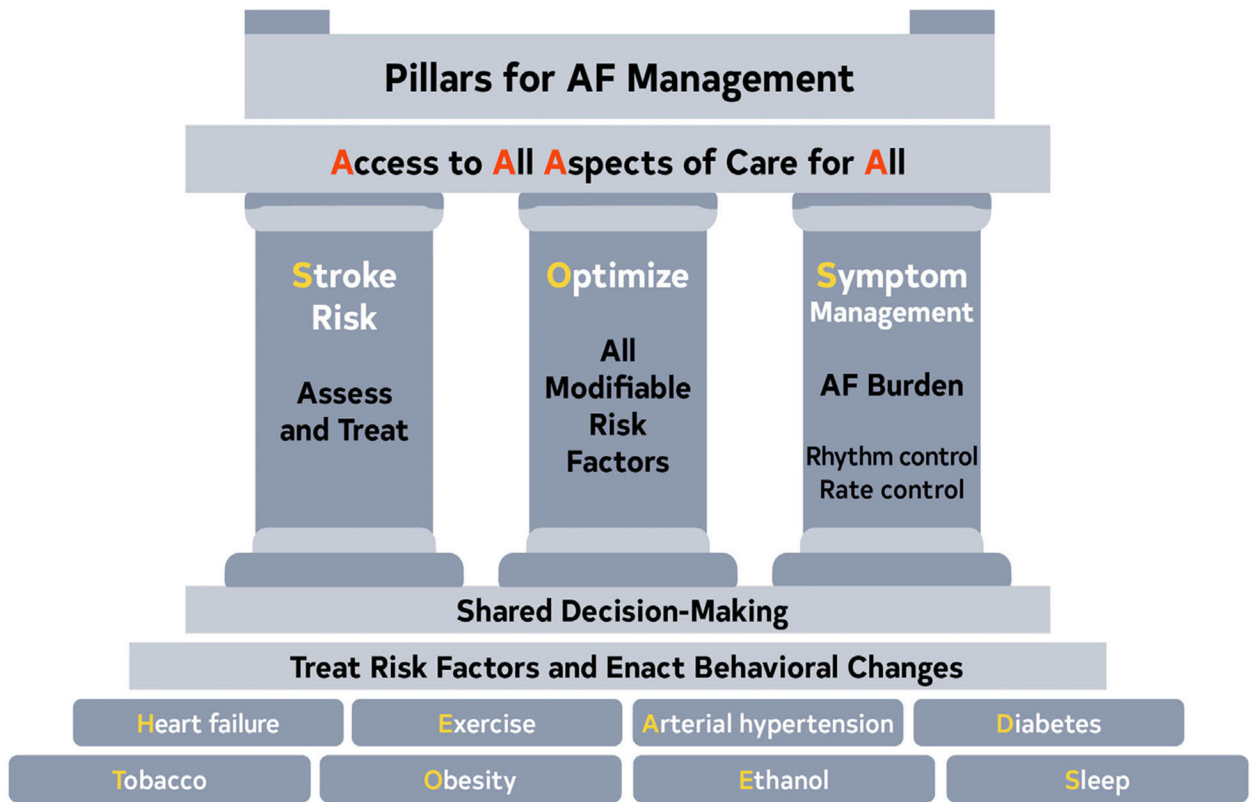 Pillars for AF Management
Access to All Aspects of Care for All
Stroke
Risk
Assess
and Treat
Optimize
All
Modifiable
Risk
Factors
Symptom
Management
AF Burden
Rhythm control
Rate control
Shared Decision-Making
Treat Risk Factors and Enact Behavioral Changes
Heart failure
Exercise
Arterial hypertension
Diabetes
Tobacco
Obesity
Ethanol
Sleep